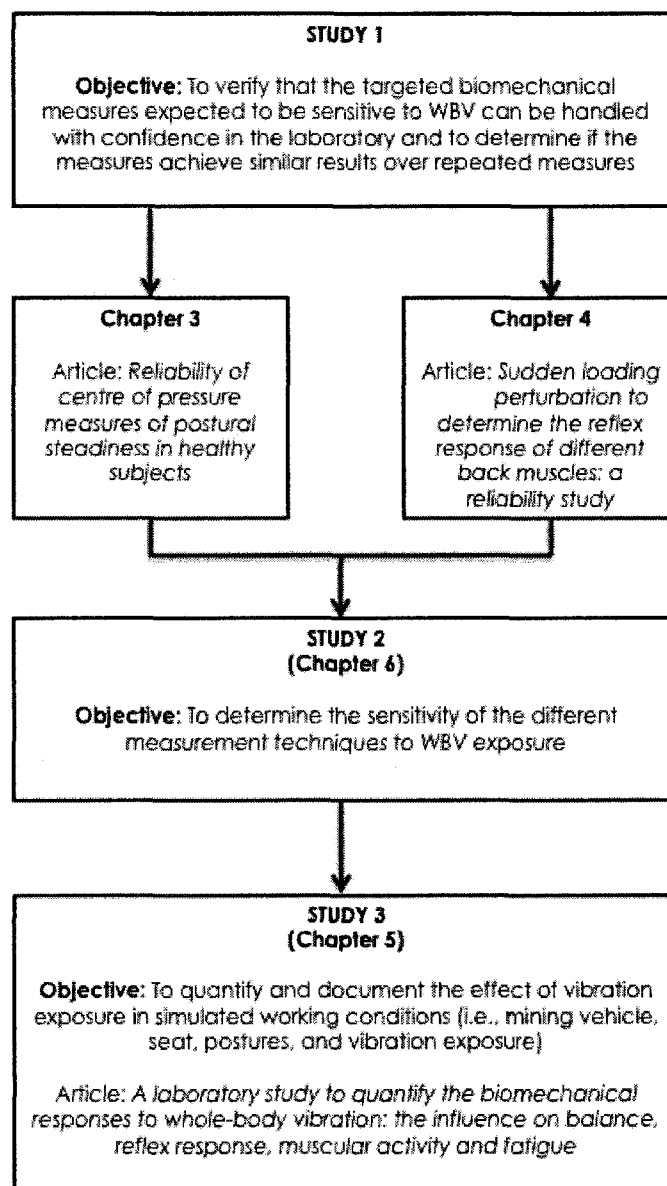 STUDY 1
Objective: To verify that the targeted biomechanical
measures expected to be sensitive to WBV can be handled
with confidence in the laboratory and to determine if the
measures achieve similar results over repeated measures
Chapter 3
Article: Reliability of
centre of pressure
measures of postural
steadiness in healthy
subjects
Chapter 4
Article: Sudden loading
perturbation to
determine the reflex
response of different
back muscles: a
reliability study
STUDY 2
(Chapter 6)
Objective: To determine the sensitivity of the different
measurement techniques to WBV exposure
STUDY 3
(Chapter 5)
Objective: To quantify and document the effect of vibration
exposure in simulated working conditions (i.e., mining vehicle,
seat, postures, and vibration exposure)
Article: A laboratory study to quantify the biomechanical
responses to whole-body vibration: the influence on balance,
reflex response, muscular activity and fatigue